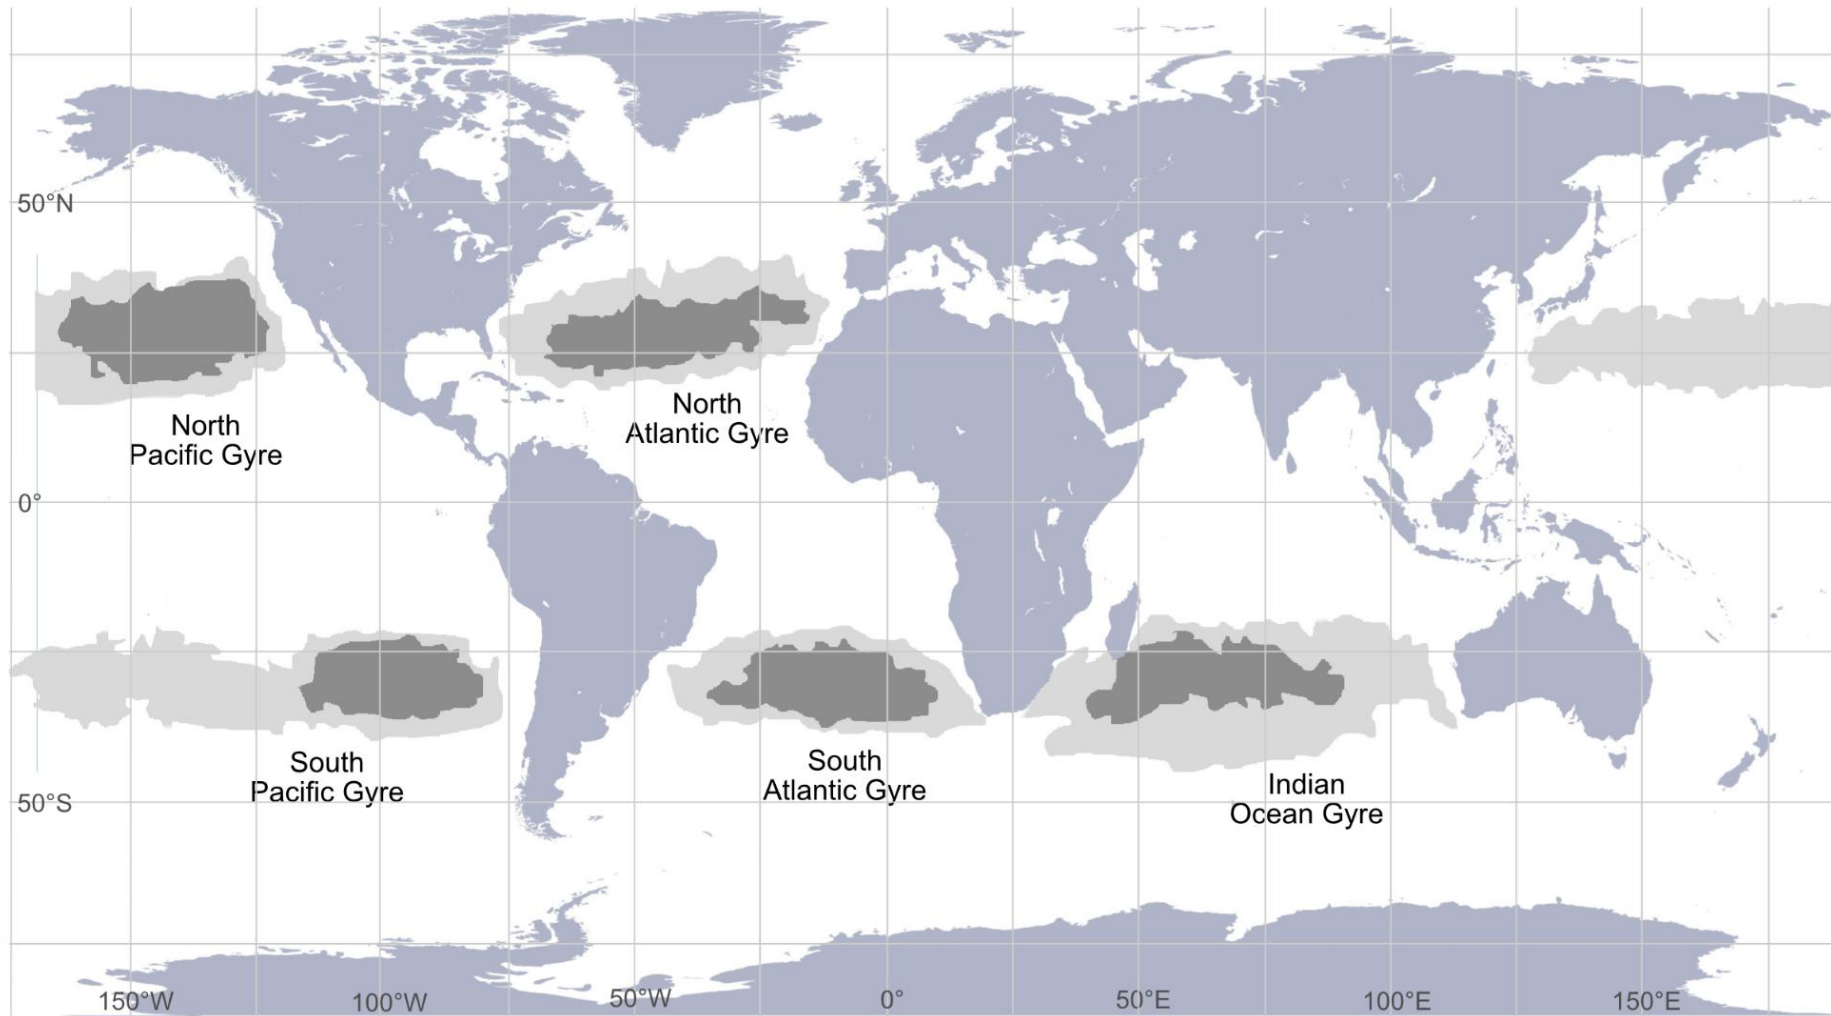 50°N
North
Pacific Gyre
North
Atlantic Gyre
0°
South
Pacific Gyre
South
Atlantic Gyre
Indian
Ocean Gyre
50°S
150°W
100°W
50°W
0°
50°E
100°E
150°E